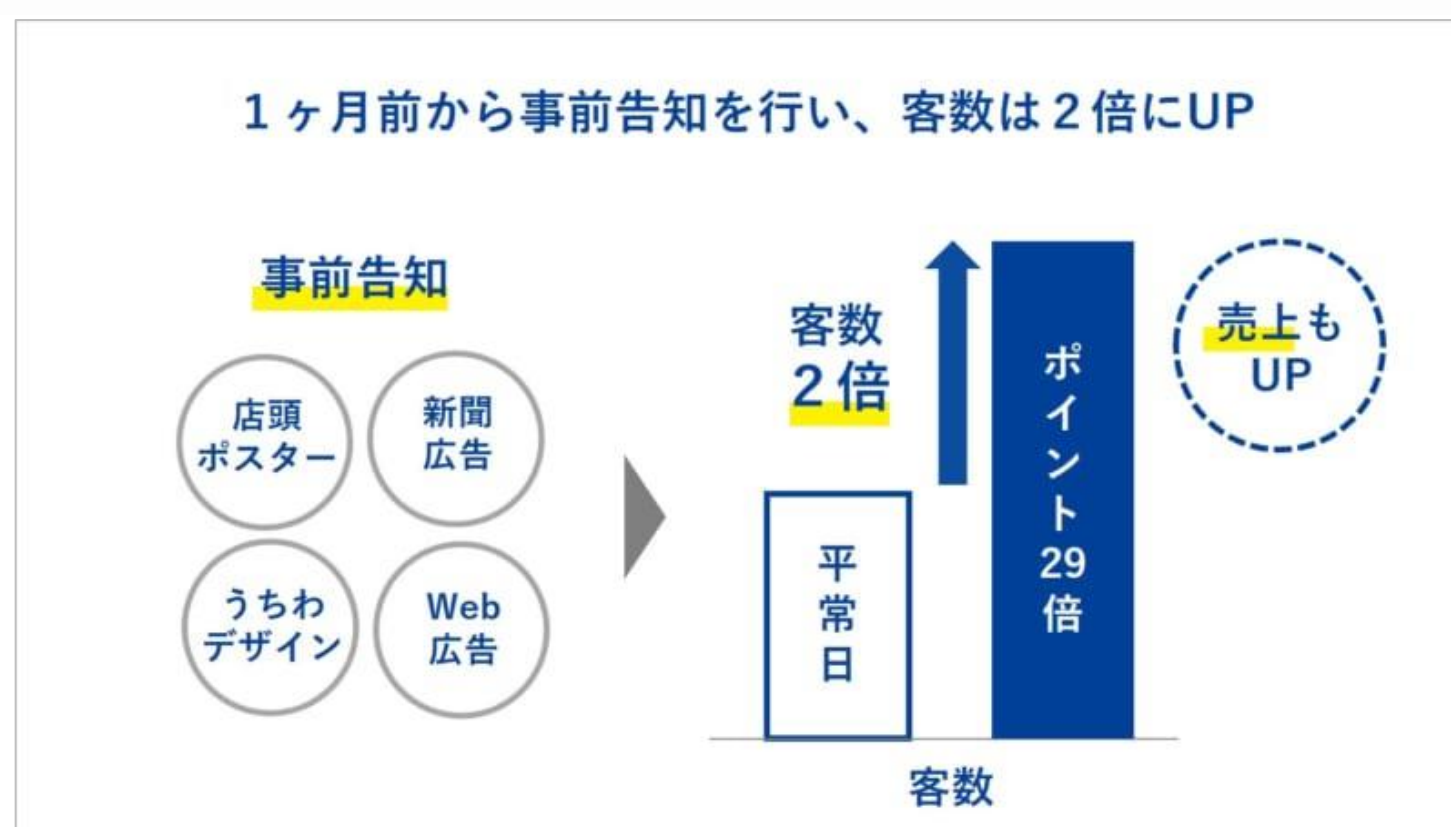 1ヶ月前から事前告知を行い、客数は2倍にUP
事前告知
店頭
ポスター
新聞
広告
うちわ
デザイン
Web
広告
客数
2倍
平常日
ポイント29倍
売上も
UP
客数